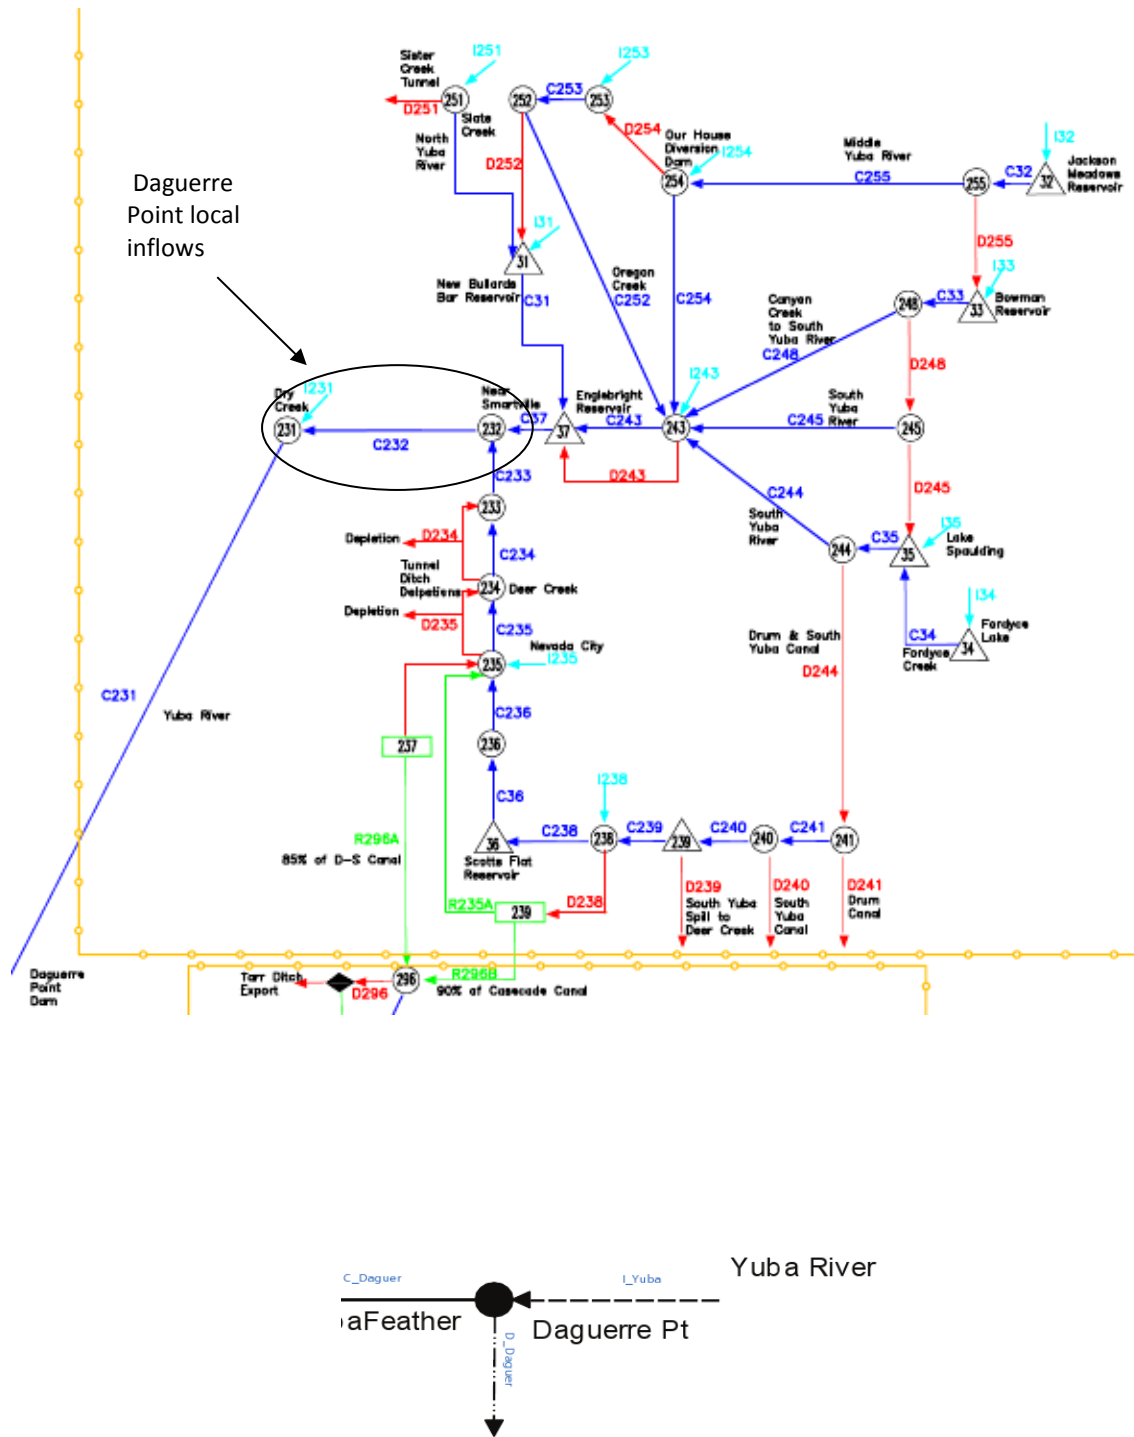 Sister
Creek
Tunnel
I251
D251
251
Slate
Creek
North
Yuba
River
252
C253
253
I253
D252
D254
Our House
Diversion
Dam
I254
254
Middle
Yuba River
C255
255
C32
I32
32
Jackson
Meadows
Reservoir
D255
I33
C33
33
Bowman
Reservoir
Daguerre
Point local
inflows
I31
31
New Bullards
Bar Reservoir
C31
Oregon
Creek
C252
C254
Canyon
Creek
to South
Yuba River
C248
248
D248
I243
Dry
Creek
I231
231
C232
Near
Smartville
232
C37
Englebright
Reservoir
37
C243
243
D243
C245
South
Yuba
River
245
D245
C244
South
Yuba
River
244
C35
I35
35
Lake
Spaulding
I34
34
Fordyce
Lake
C34
Fordyce
Creek
C233
233
D234
Depletion
C234
Tunnel
Ditch
Delpetions
234
Deer Creek
Depletion
D235
C235
Nevada City
I235
235
Drum & South
Yuba Canal
D244
C231
Yuba River
C236
237
236
C36
I238
R296A
85% of D-S Canal
36
Scotts Flat
Reservoir
C238
238
C239
239
C240
240
C241
241
R235A
239
D238
D239
South Yuba
Spill to
Deer Creek
D240
South
Yuba
Canal
D241
Drum
Canal
Daguerre
Point
Dam
Tarr Ditch
Export
D296
296
R296B
90% of Casecade Canal
C_Daguer
I_Yuba
Yuba River
aFeather
Daguerre Pt
D_Daguer